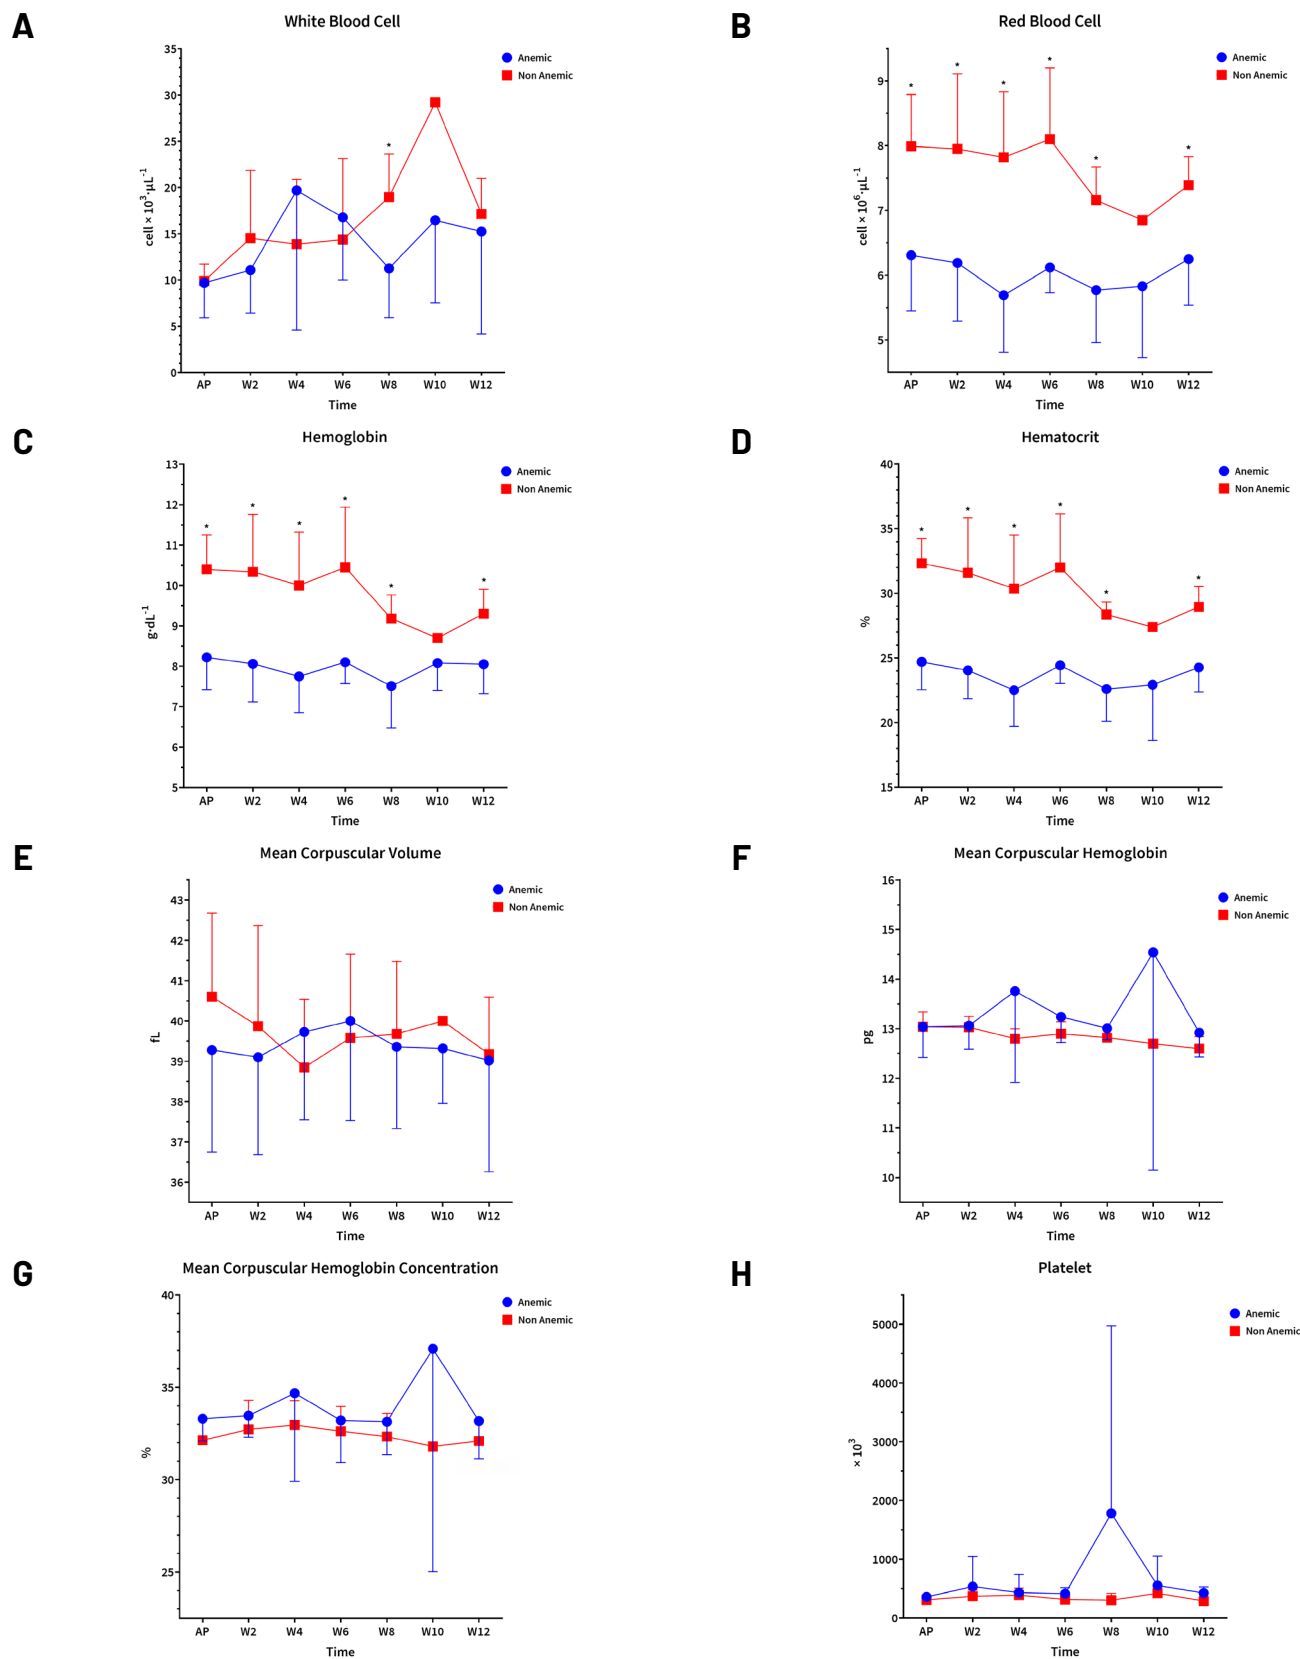 A
White Blood Cell
Anemic
Non Anemic
35
30
25
20
15
10
5
0
cell × 10³·µL⁻¹
*
AP W2 W4 W6 W8 W10 W12
Time
B
Red Blood Cell
Anemic
Non Anemic
9
8
7
6
5
cell × 10⁶·µL⁻¹
* * * * * *
AP W2 W4 W6 W8 W10 W12
Time
C
Hemoglobin
Anemic
Non Anemic
13
12
11
10
9
8
7
6
5
g·dL⁻¹
* * * * * *
AP W2 W4 W6 W8 W10 W12
Time
D
Hematocrit
Anemic
Non Anemic
40
35
30
25
20
15
%
* * * * * *
AP W2 W4 W6 W8 W10 W12
Time
E
Mean Corpuscular Volume
Anemic
Non Anemic
43
42
41
40
39
38
37
36
fL
AP W2 W4 W6 W8 W10 W12
Time
F
Mean Corpuscular Hemoglobin
Anemic
Non Anemic
16
15
14
13
12
11
10
pg
AP W2 W4 W6 W8 W10 W12
Time
G
Mean Corpuscular Hemoglobin Concentration
Anemic
Non Anemic
40
35
30
25
%
AP W2 W4 W6 W8 W10 W12
Time
H
Platelet
Anemic
Non Anemic
5000
4000
3000
2000
1000
0
× 10³
AP W2 W4 W6 W8 W10 W12
Time